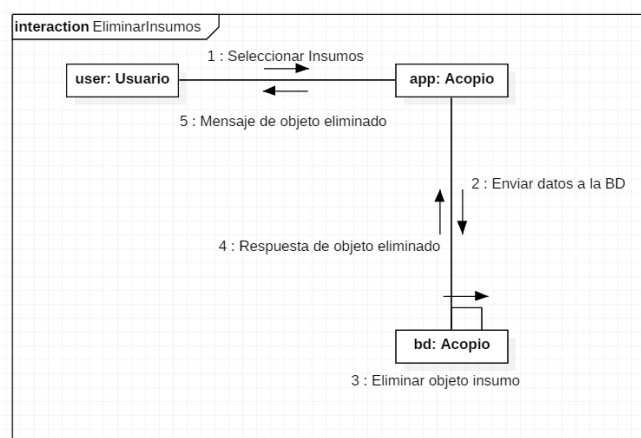 interaction EliminarInsumos
1 : Seleccionar Insumos
user: Usuario
app: Acopio
5 : Mensaje de objeto eliminado
2 : Enviar datos a la BD
4 : Respuesta de objeto eliminado
bd: Acopio
3 : Eliminar objeto insumo